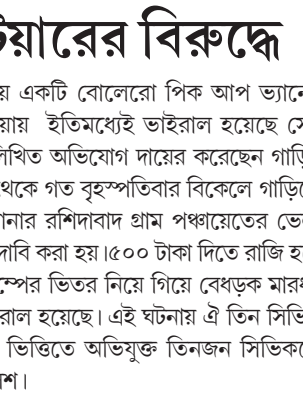 টিয়ারের বিরুদ্ধে
য় একটি বোলেরো পিক আপ ভ্যানে
য়ায় ইতিমধ্যেই ভাইরাল হয়েছে সে
লিখিত অভিযোগ দায়ের করেছেন গাড়ি
থেকে গত বৃহস্পতিবার বিকেলে গাড়িতে
ানার রশিদাবাদ গ্রাম পঞ্চায়েতের ভে
দাবি করা হয়।৫০০ টাকা দিতে রাজি হ
ম্পের ভিতর নিয়ে গিয়ে বেধড়ক মারধ
রাল হয়েছে। এই ঘটনায় ঐ তিন সিভি
ভিত্তিতে অভিযুক্ত তিনজন সিভিক
শ।